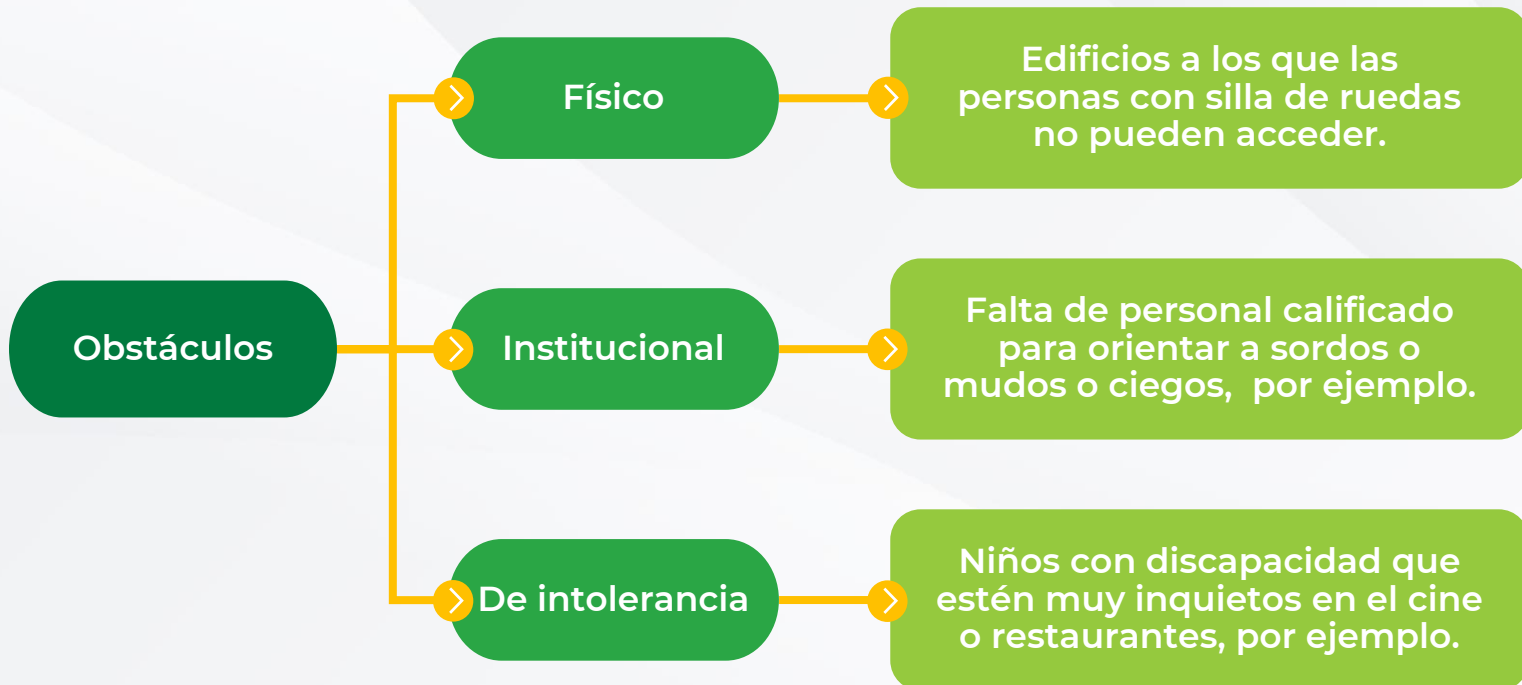 Obstáculos
Físico
Edificios a los que las
personas con silla de ruedas
no pueden acceder.
Institucional
Falta de personal calificado
para orientar a sordos o
mudos o ciegos,  por ejemplo.
De intolerancia
Niños con discapacidad que
estén muy inquietos en el cine
o restaurantes, por ejemplo.